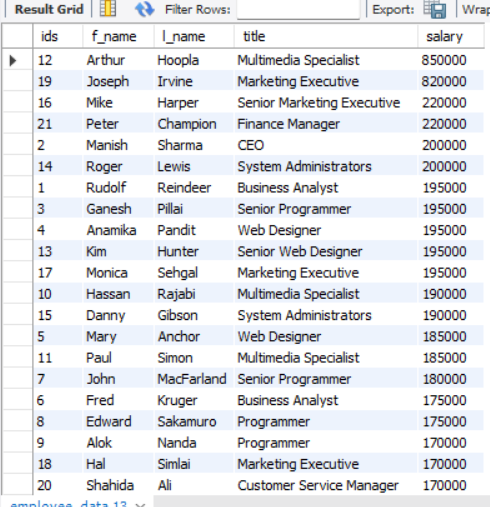 Result Grid Filter Rows: Export: Wrap
ids f_name l_name title salary
12 Arthur Hoopla Multimedia Specialist 850000
19 Joseph Irvine Marketing Executive 820000
16 Mike Harper Senior Marketing Executive 220000
21 Peter Champion Finance Manager 220000
2 Manish Sharma CEO 200000
14 Roger Lewis System Administrators 200000
1 Rudolf Reindeer Business Analyst 195000
3 Ganesh Pillai Senior Programmer 195000
4 Anamika Pandit Web Designer 195000
13 Kim Hunter Senior Web Designer 195000
17 Monica Sehgal Marketing Executive 195000
10 Hassan Rajabi Multimedia Specialist 190000
15 Danny Gibson System Administrators 190000
5 Mary Anchor Web Designer 185000
11 Paul Simon Multimedia Specialist 185000
7 John MacFarland Senior Programmer 180000
6 Fred Kruger Business Analyst 175000
8 Edward Sakamuro Programmer 175000
9 Alok Nanda Programmer 170000
18 Hal Simlai Marketing Executive 170000
20 Shahida Ali Customer Service Manager 170000
employee_data 13